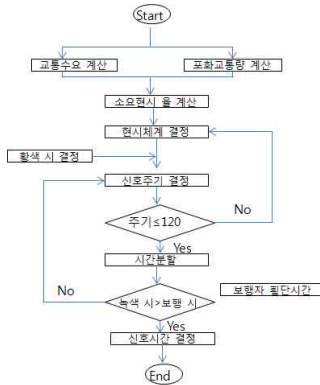 Start
교통수요 계산
포화교통량 계산
소요현시 율 계산
현시체계 결정
황색 시 결정
신호주기 결정
주기≤120
No
Yes
시간분할
No
녹색 시>보행 시
보행자 횡단시간
Yes
신호시간 결정
End